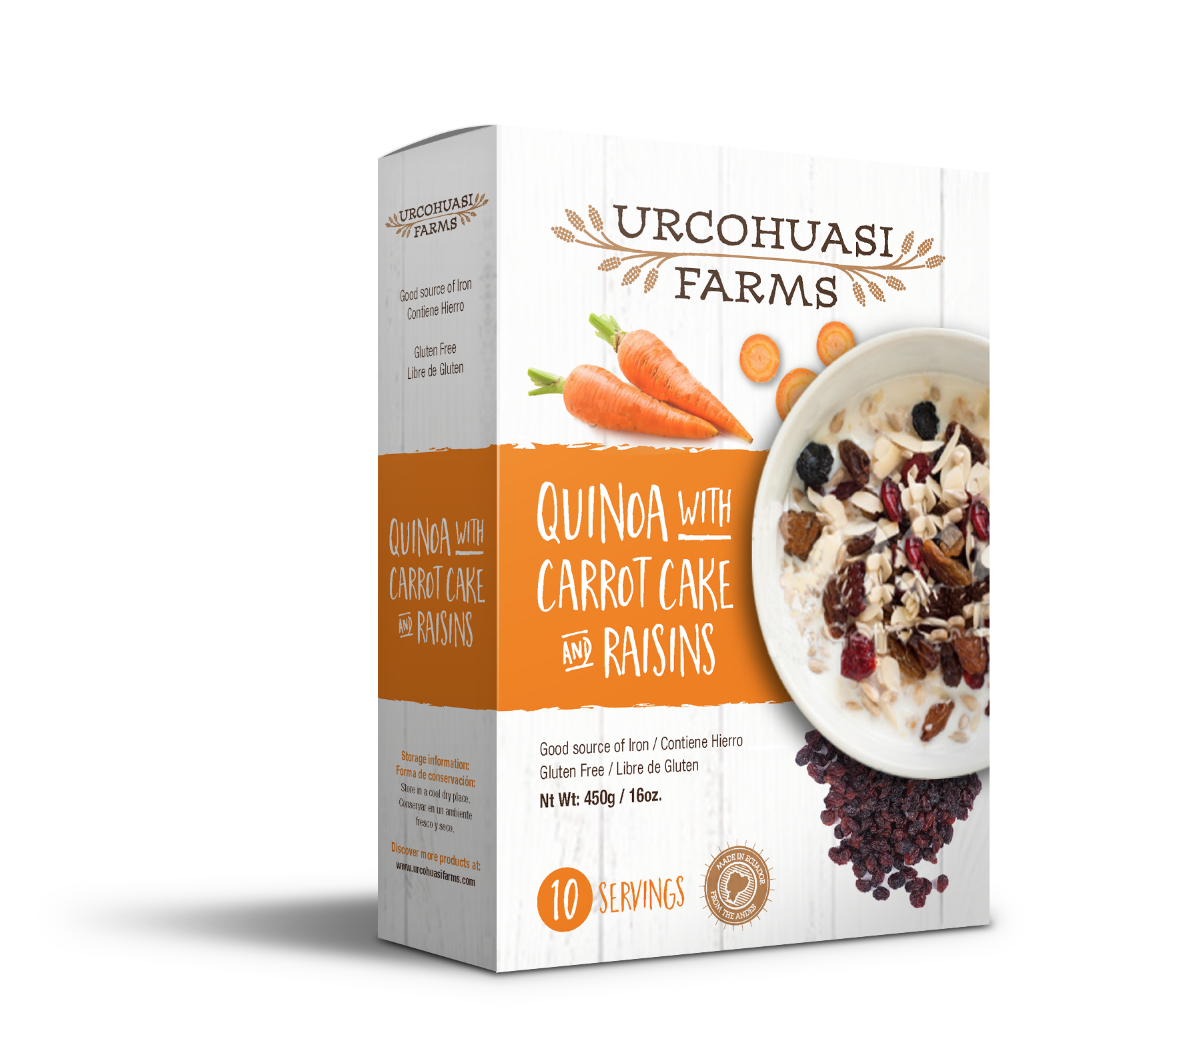 URCOHUASI
FARMS
Good source of Iron
Contiene Hierro
Gluten Free
Libre de Gluten
QUINOA WITH
CARROT CAKE
AND RAISINS
Storage information:
Forma de conservación:
Store in a cool dry place.
Conservar en un ambiente
fresco y seco.
Discover more products at:
www.urcohuasifarms.com
URCOHUASI
FARMS
QUINOA WITH
CARROT CAKE
AND RAISINS
Good source of Iron / Contiene Hierro
Gluten Free / Libre de Gluten
Nt Wt: 450g / 16oz.
10 SERVINGS
MADE IN ECUADOR
FROM THE ANDES